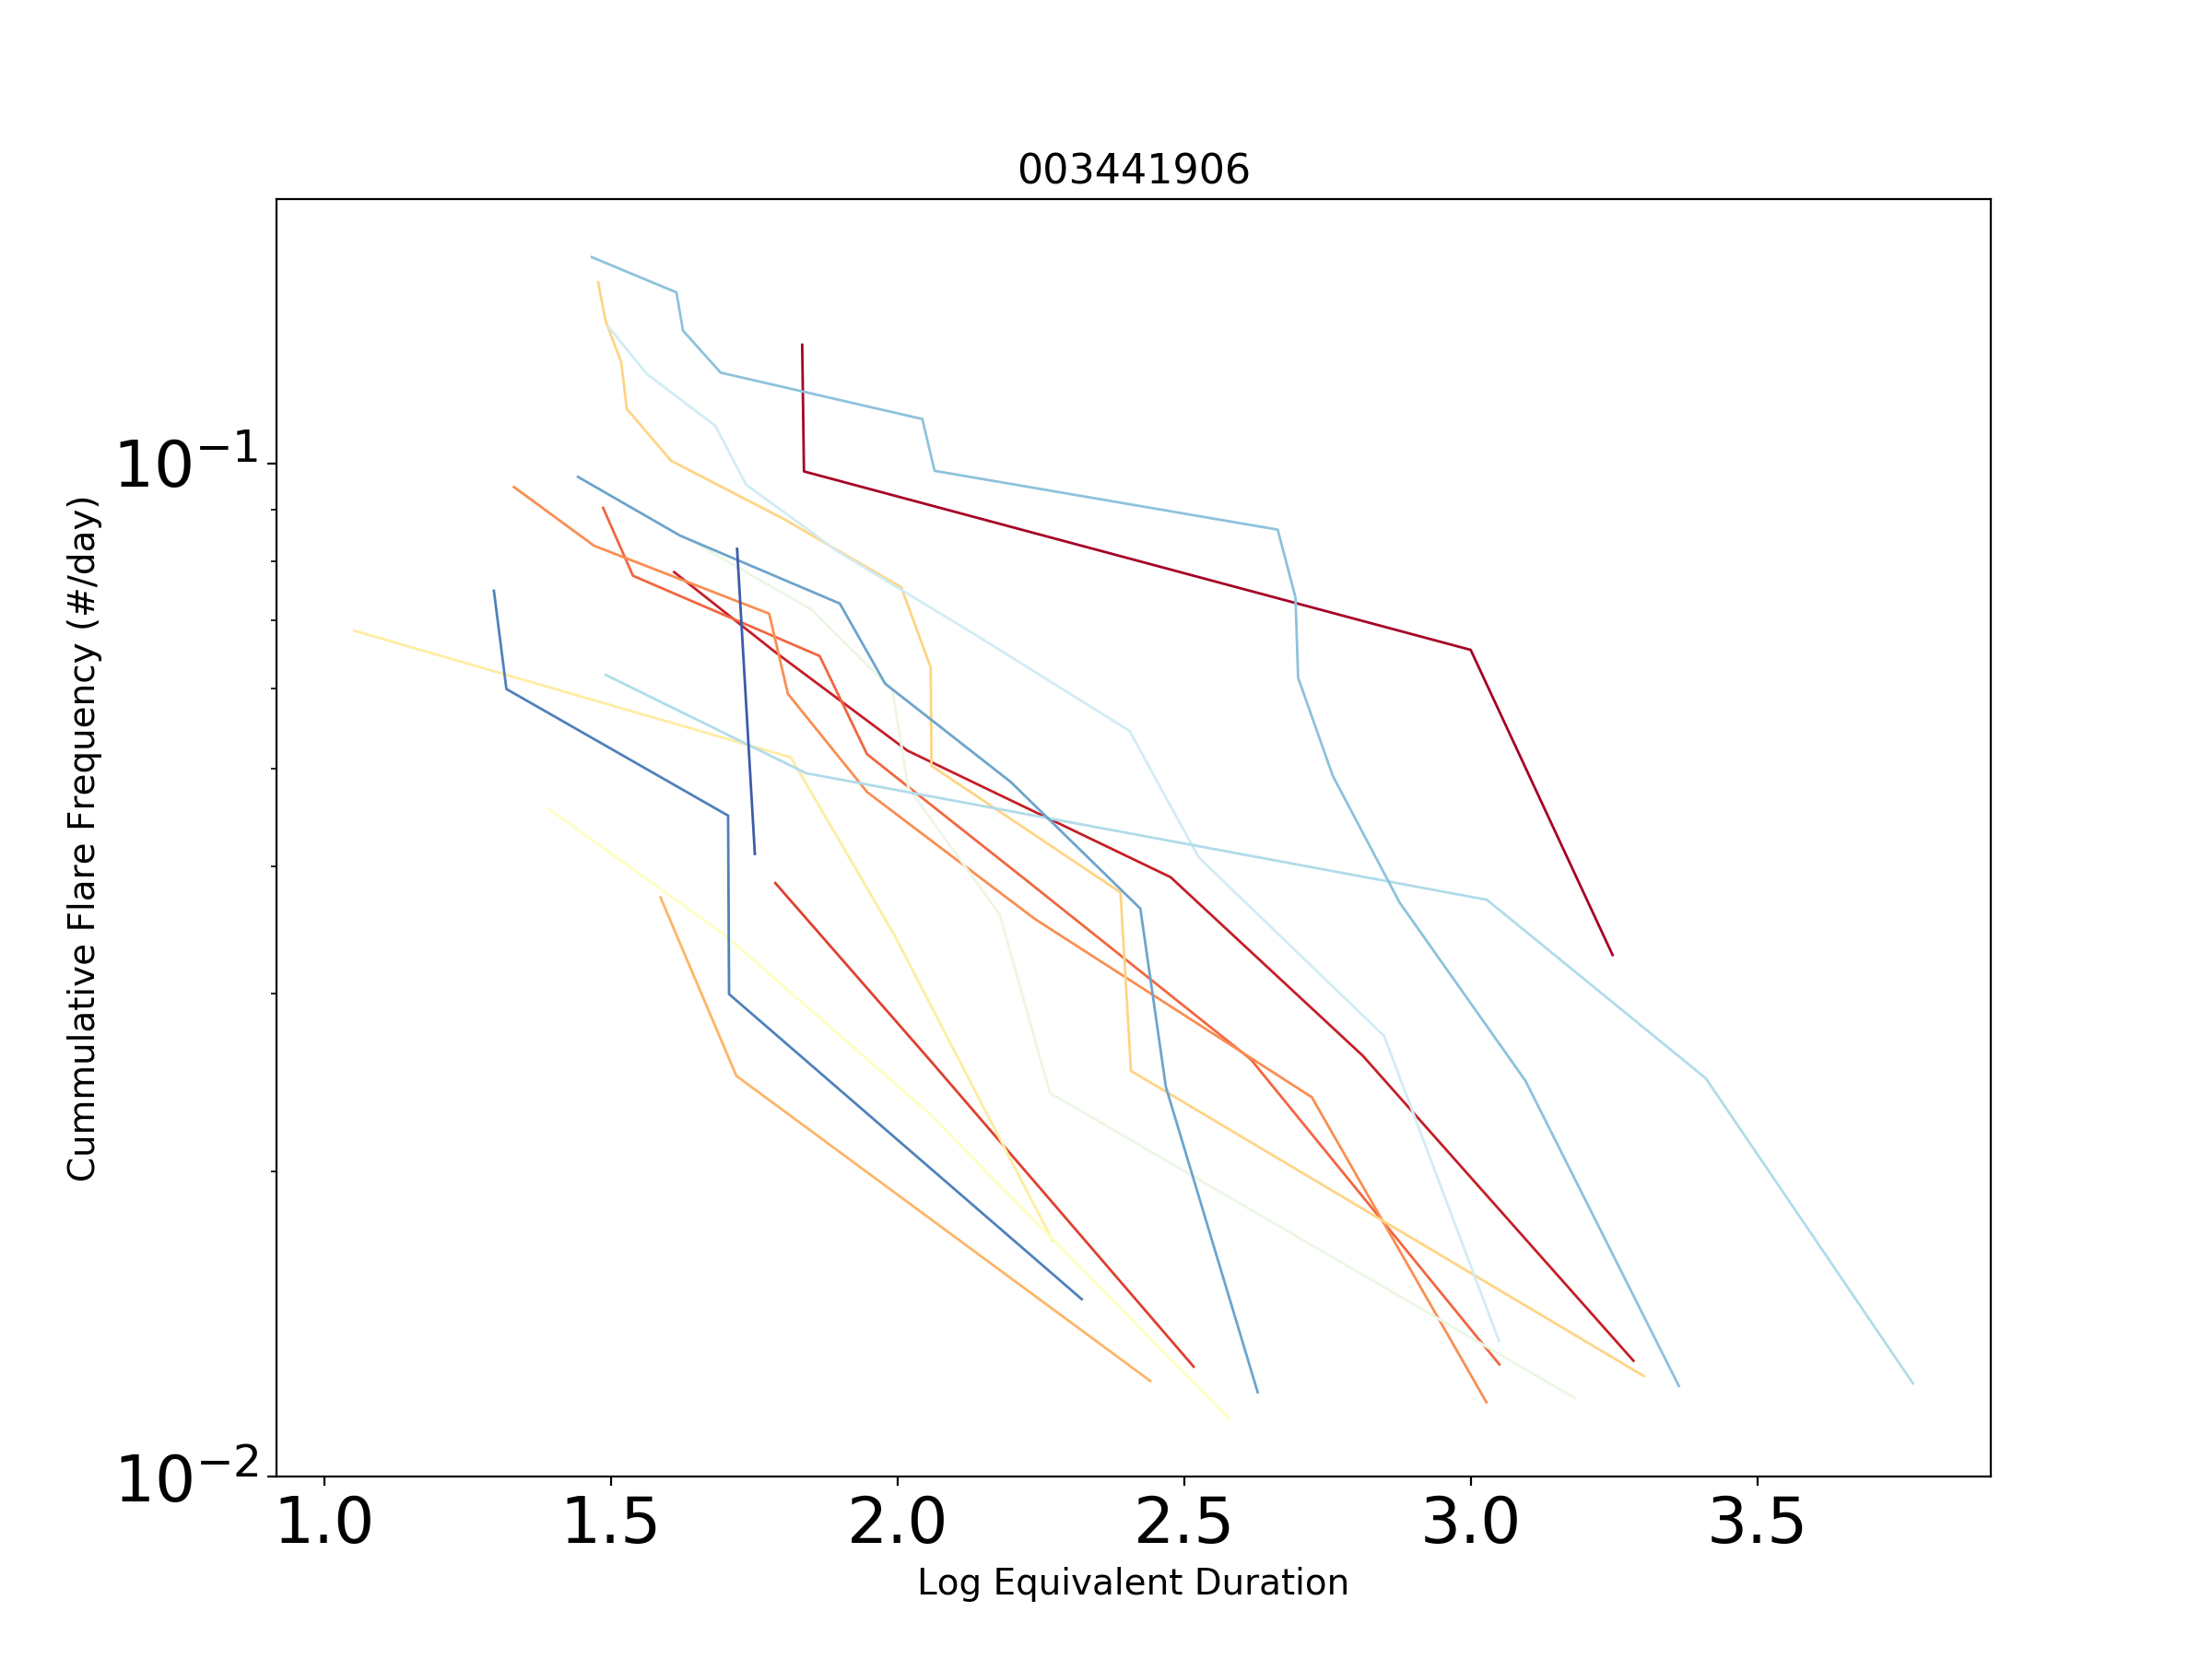 003441906
Cummulative Flare Frequency (#/day)
10⁻¹
10⁻²
1.0 1.5 2.0 2.5 3.0 3.5
Log Equivalent Duration